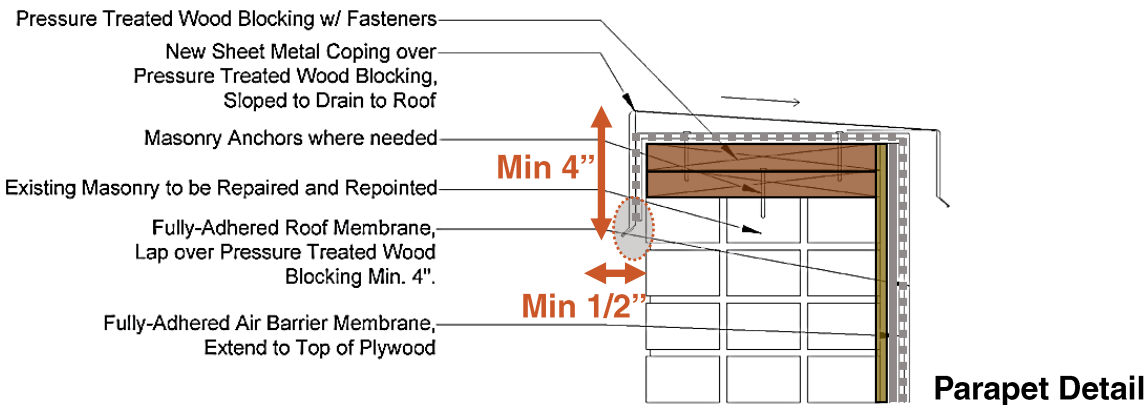 Pressure Treated Wood Blocking w/ Fasteners
New Sheet Metal Coping over
Pressure Treated Wood Blocking,
Sloped to Drain to Roof
Masonry Anchors where needed
Existing Masonry to be Repaired and Repointed
Fully-Adhered Roof Membrane,
Lap over Pressure Treated Wood
Blocking Min. 4".
Fully-Adhered Air Barrier Membrane,
Extend to Top of Plywood
Min 4”
Min 1/2”
Parapet Detail